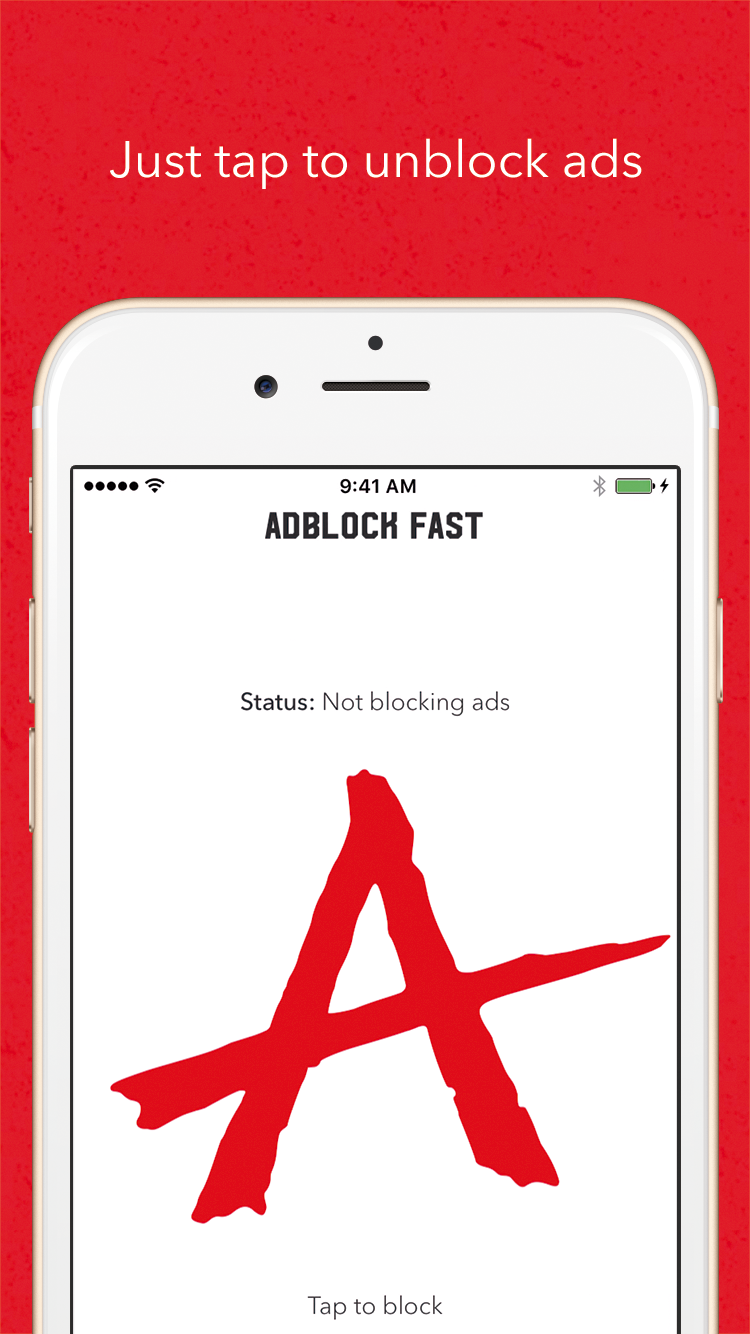 Just tap to unblock ads
9:41 AM
ADBLOCK FAST
Status: Not blocking ads
A
Tap to block